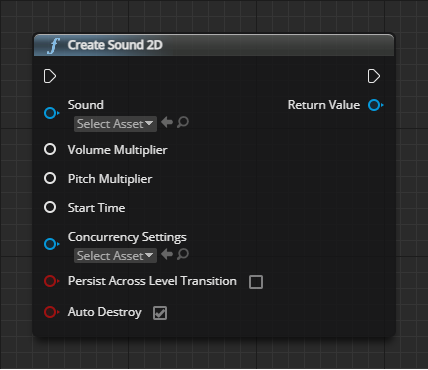 f Create Sound 2D
Sound
Return Value
Select Asset
Volume Multiplier
Pitch Multiplier
Start Time
Concurrency Settings
Select Asset
Persist Across Level Transition
Auto Destroy